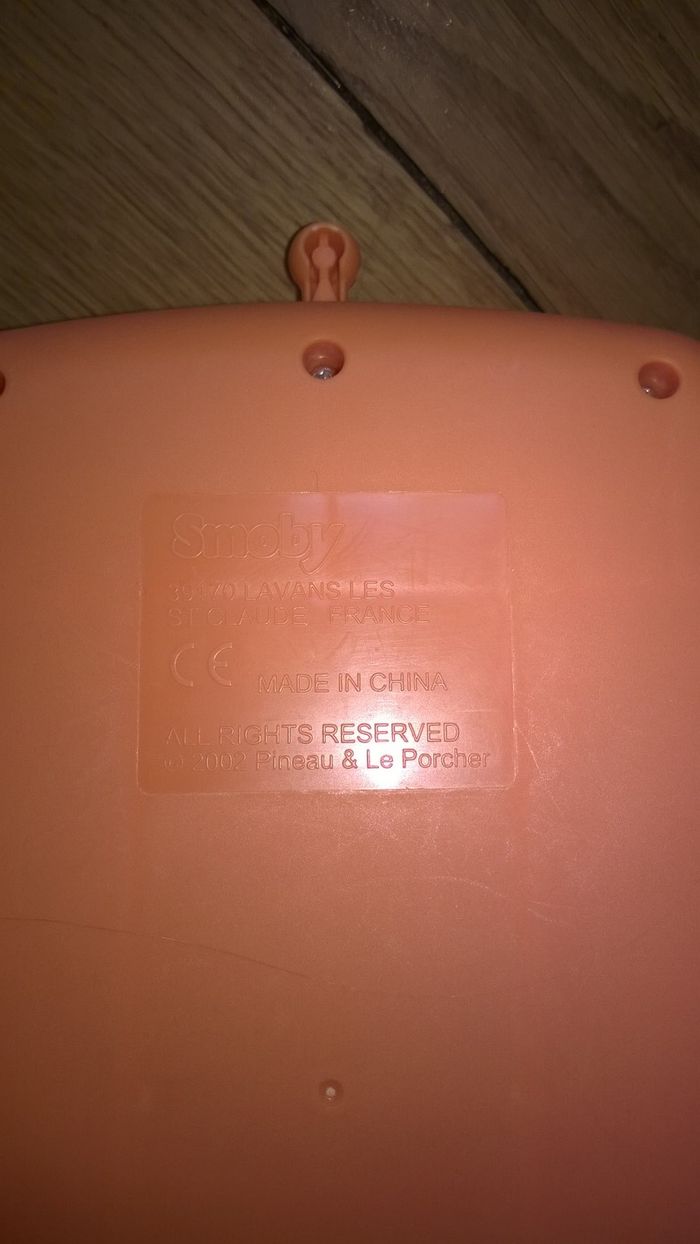 Smoby
39170 LAVANS LES
ST CLAUDE FRANCE
CE MADE IN CHINA
ALL RIGHTS RESERVED
© 2002 Pineau & Le Porcher